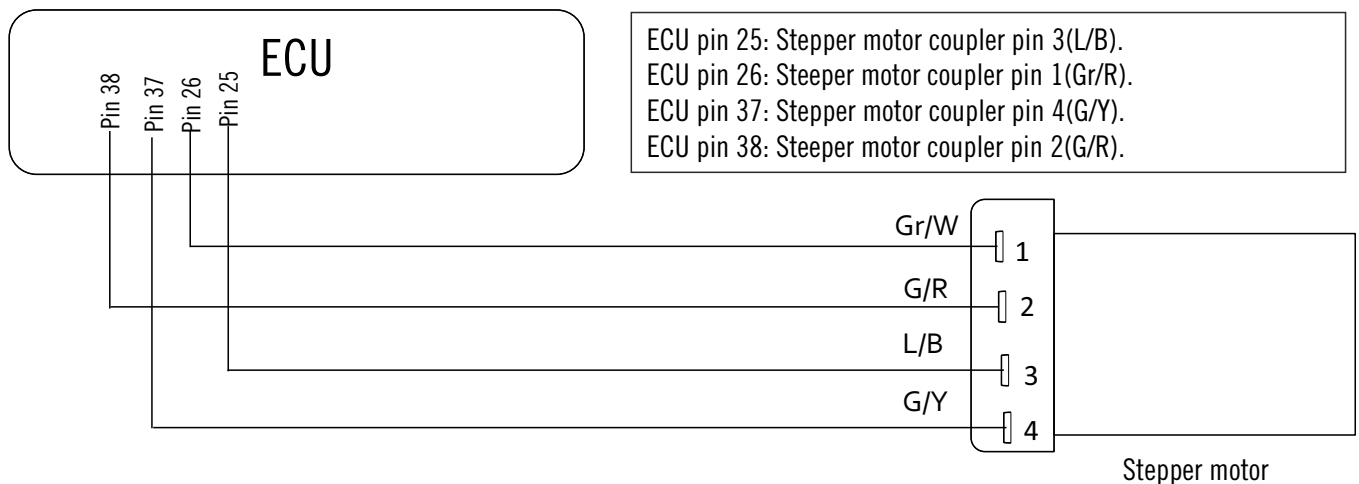 ECU
Pin 38
Pin 37
Pin 26
Pin 25
ECU pin 25: Stepper motor coupler pin 3(L/B).
ECU pin 26: Steeper motor coupler pin 1(Gr/R).
ECU pin 37: Stepper motor coupler pin 4(G/Y).
ECU pin 38: Steeper motor coupler pin 2(G/R).
Gr/W
1
G/R
2
L/B
3
G/Y
4
Stepper motor